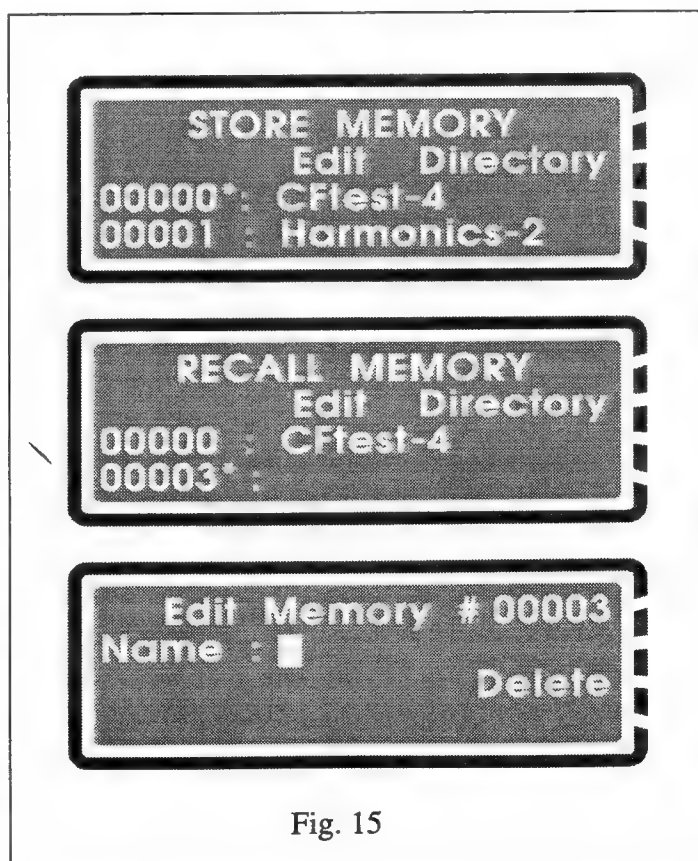 STORE MEMORY
Edit Directory
00000*: CFtest-4
00001 : Harmonics-2
RECALL MEMORY
Edit Directory
00000 : CFtest-4
00003*:
Edit Memory # 00003
Name :
Delete
Fig. 15